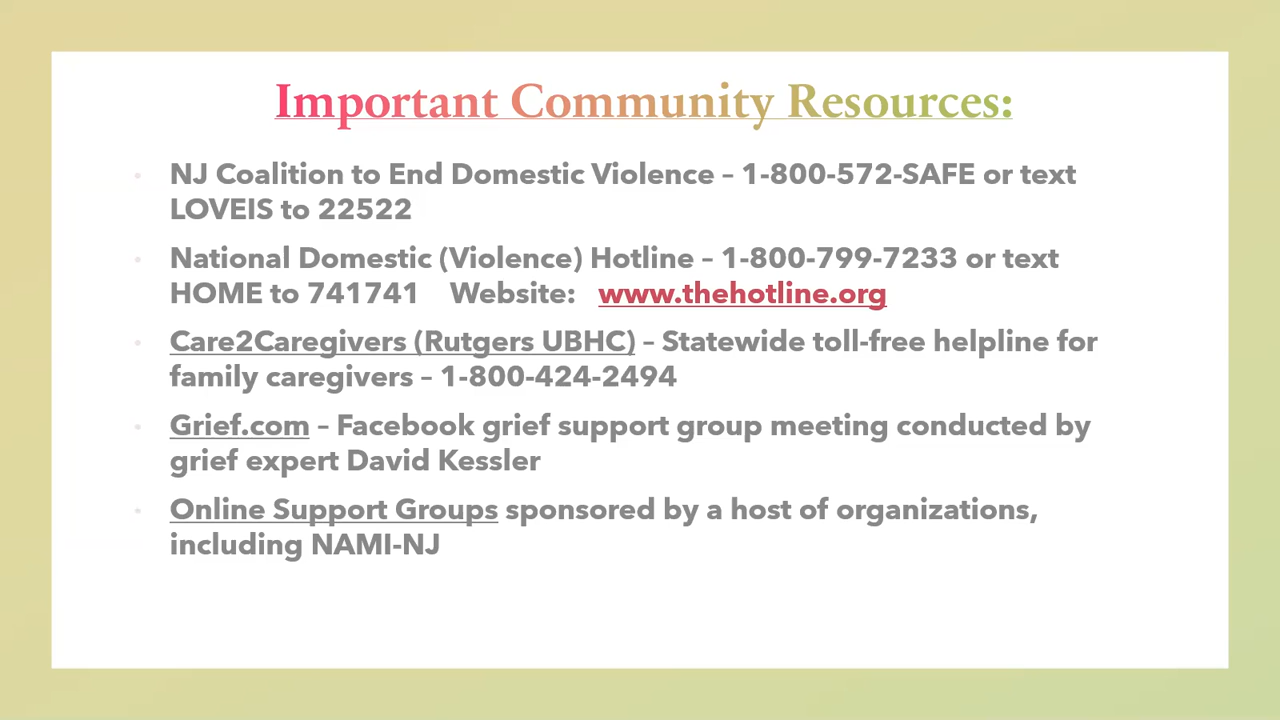 Important Community Resources:
NJ Coalition to End Domestic Violence – 1-800-572-SAFE or text
LOVEIS to 22522
National Domestic (Violence) Hotline – 1-800-799-7233 or text
HOME to 741741 Website: www.thehotline.org
Care2Caregivers (Rutgers UBHC) – Statewide toll-free helpline for
family caregivers – 1-800-424-2494
Grief.com – Facebook grief support group meeting conducted by
grief expert David Kessler
Online Support Groups sponsored by a host of organizations,
including NAMI-NJ